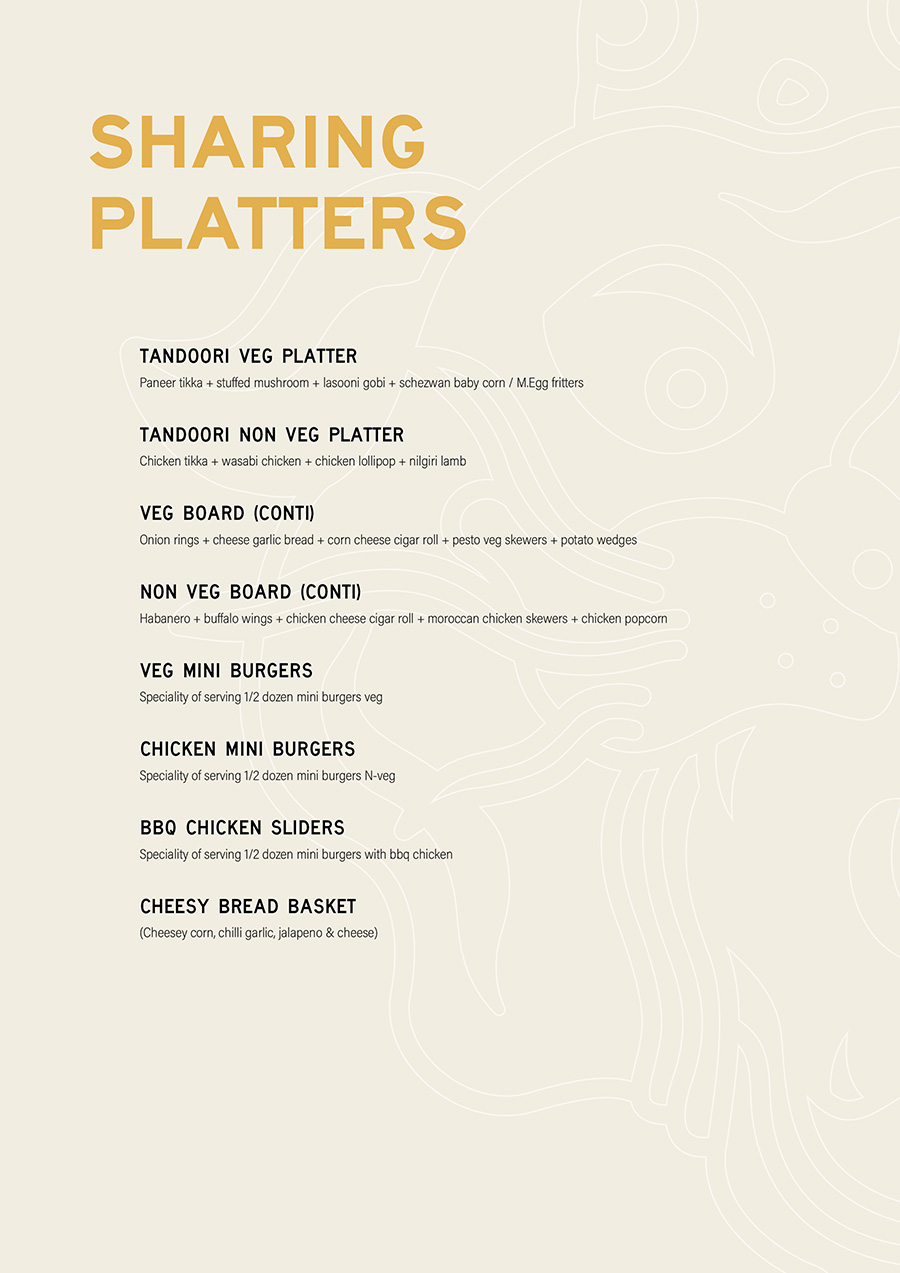 SHARING
PLATTERS
TANDOORI VEG PLATTER
Paneer tikka + stuffed mushroom + lasooni gobi + schezwan baby corn / M.Egg fritters
TANDOORI NON VEG PLATTER
Chicken tikka + wasabi chicken + chicken lollipop + nilgiri lamb
VEG BOARD (CONTI)
Onion rings + cheese garlic bread + corn cheese cigar roll + pesto veg skewers + potato wedges
NON VEG BOARD (CONTI)
Habanero + buffalo wings + chicken cheese cigar roll + moroccan chicken skewers + chicken popcorn
VEG MINI BURGERS
Speciality of serving 1/2 dozen mini burgers veg
CHICKEN MINI BURGERS
Speciality of serving 1/2 dozen mini burgers N-veg
BBQ CHICKEN SLIDERS
Speciality of serving 1/2 dozen mini burgers with bbq chicken
CHEESY BREAD BASKET
(Cheesey corn, chilli garlic, jalapeno & cheese)